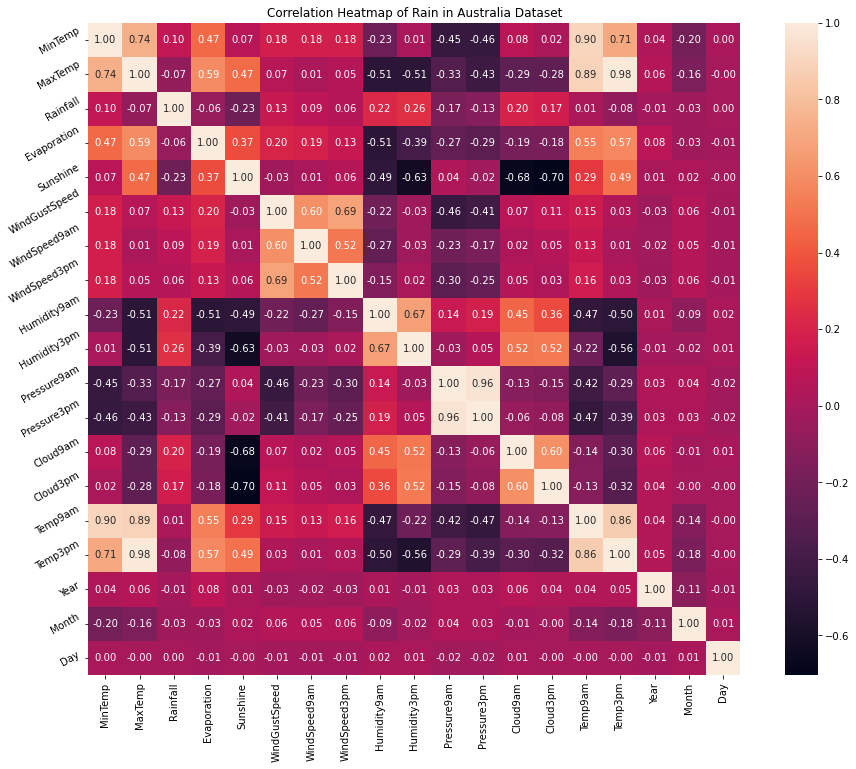 Correlation Heatmap of Rain in Australia Dataset
MinTemp 1.00 0.74 0.10 0.47 0.07 0.18 0.18 0.18 -0.23 0.01 -0.45 -0.46 0.08 0.02 0.90 0.71 0.04 -0.20 0.00
MaxTemp 0.74 1.00 -0.07 0.59 0.47 0.07 0.01 0.05 -0.51 -0.51 -0.33 -0.43 -0.29 -0.28 0.89 0.98 0.06 -0.16 -0.00
Rainfall 0.10 -0.07 1.00 -0.06 -0.23 0.13 0.09 0.06 0.22 0.26 -0.17 -0.13 0.20 0.17 0.01 -0.08 -0.01 -0.03 0.00
Evaporation 0.47 0.59 -0.06 1.00 0.37 0.20 0.19 0.13 -0.51 -0.39 -0.27 -0.29 -0.19 -0.18 0.55 0.57 0.08 -0.03 -0.01
Sunshine 0.07 0.47 -0.23 0.37 1.00 -0.03 0.01 0.06 -0.49 -0.63 0.04 -0.02 -0.68 -0.70 0.29 0.49 0.01 0.02 -0.00
WindGustSpeed 0.18 0.07 0.13 0.20 -0.03 1.00 0.60 0.69 -0.22 -0.03 -0.46 -0.41 0.07 0.11 0.15 0.03 -0.03 0.06 -0.01
WindSpeed9am 0.18 0.01 0.09 0.19 0.01 0.60 1.00 0.52 -0.27 -0.03 -0.23 -0.17 0.02 0.05 0.13 0.01 -0.02 0.05 -0.01
WindSpeed3pm 0.18 0.05 0.06 0.13 0.06 0.69 0.52 1.00 -0.15 0.02 -0.30 -0.25 0.05 0.03 0.16 0.03 -0.03 0.06 -0.01
Humidity9am -0.23 -0.51 0.22 -0.51 -0.49 -0.22 -0.27 -0.15 1.00 0.67 0.14 0.19 0.45 0.36 -0.47 -0.50 0.01 -0.09 0.02
Humidity3pm 0.01 -0.51 0.26 -0.39 -0.63 -0.03 -0.03 0.02 0.67 1.00 -0.03 0.05 0.52 0.52 -0.22 -0.56 -0.01 -0.02 0.01
Pressure9am -0.45 -0.33 -0.17 -0.27 0.04 -0.46 -0.23 -0.30 0.14 -0.03 1.00 0.96 -0.13 -0.15 -0.42 -0.29 0.03 0.04 -0.02
Pressure3pm -0.46 -0.43 -0.13 -0.29 -0.02 -0.41 -0.17 -0.25 0.19 0.05 0.96 1.00 -0.06 -0.08 -0.47 -0.39 0.03 0.03 -0.02
Cloud9am 0.08 -0.29 0.20 -0.19 -0.68 0.07 0.02 0.05 0.45 0.52 -0.13 -0.06 1.00 0.60 -0.14 -0.30 0.06 -0.01 0.01
Cloud3pm 0.02 -0.28 0.17 -0.18 -0.70 0.11 0.05 0.03 0.36 0.52 -0.15 -0.08 0.60 1.00 -0.13 -0.32 0.04 -0.00 -0.00
Temp9am 0.90 0.89 0.01 0.55 0.29 0.15 0.13 0.16 -0.47 -0.22 -0.42 -0.47 -0.14 -0.13 1.00 0.86 0.04 -0.14 -0.00
Temp3pm 0.71 0.98 -0.08 0.57 0.49 0.03 0.01 0.03 -0.50 -0.56 -0.29 -0.39 -0.30 -0.32 0.86 1.00 0.05 -0.18 -0.00
Year 0.04 0.06 -0.01 0.08 0.01 -0.03 -0.02 -0.03 0.01 -0.01 0.03 0.03 0.06 0.04 0.04 0.05 1.00 -0.11 -0.01
Month -0.20 -0.16 -0.03 -0.03 0.02 0.06 0.05 0.06 -0.09 -0.02 0.04 0.03 -0.01 -0.00 -0.14 -0.18 -0.11 1.00 0.01
Day 0.00 -0.00 0.00 -0.01 -0.00 -0.01 -0.01 -0.01 0.02 0.01 -0.02 -0.02 0.01 -0.00 -0.00 -0.00 -0.01 0.01 1.00
MinTemp MaxTemp Rainfall Evaporation Sunshine WindGustSpeed WindSpeed9am WindSpeed3pm Humidity9am Humidity3pm Pressure9am Pressure3pm Cloud9am Cloud3pm Temp9am Temp3pm Year Month Day
1.0
0.8
0.6
0.4
0.2
0.0
−0.2
−0.4
−0.6